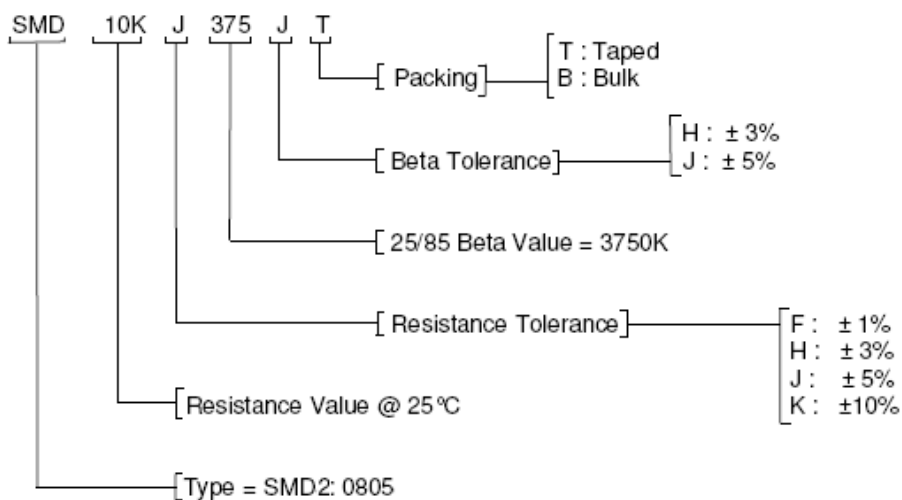 SMD 10K J 375 J T
T : Taped
[ Packing ]
B : Bulk
H : ± 3%
[ Beta Tolerance ]
J : ± 5%
[ 25/85 Beta Value = 3750K
[ Resistance Tolerance ]
F : ± 1%
H : ± 3%
J : ± 5%
K : ±10%
[ Resistance Value @ 25°C
[ Type = SMD2: 0805